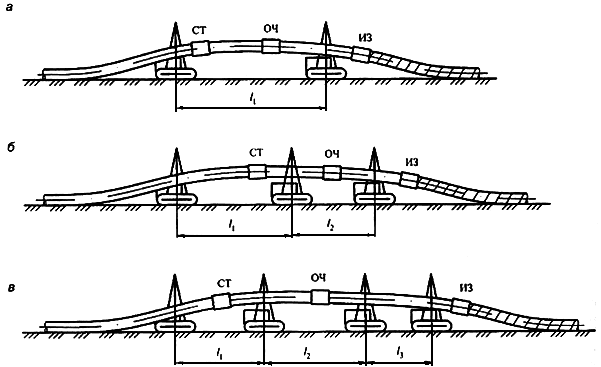 а
СТ ОЧ ИЗ
l₁
б
СТ ОЧ ИЗ
l₁ l₂
в
СТ ОЧ ИЗ
l₁ l₂ l₃